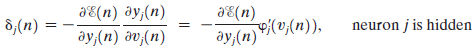 δ_j(n) = − ∂ℰ(n)/∂y_j(n) ∂y_j(n)/∂v_j(n) = − ∂ℰ(n)/∂y_j(n) φ′_j(v_j(n)), neuron j is hidden